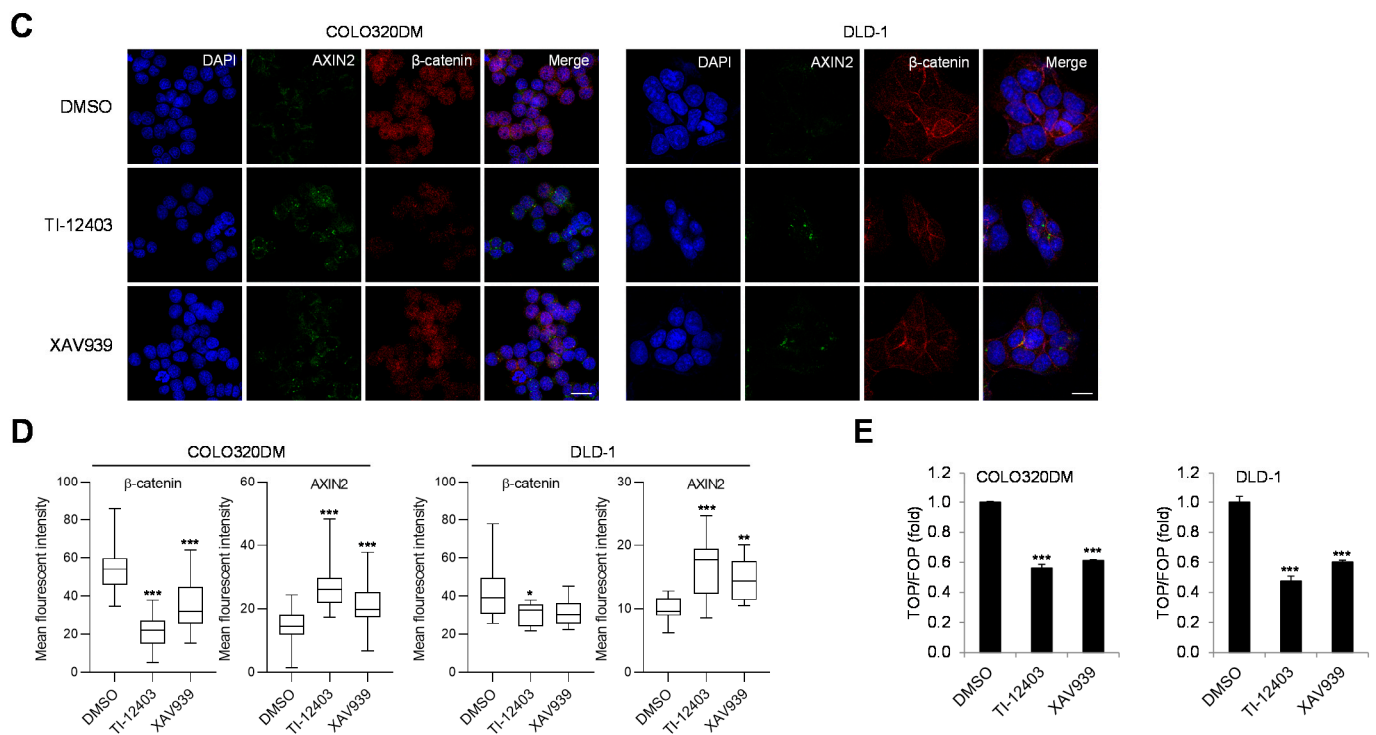 C
COLO320DM
DLD-1
DAPI AXIN2 β-catenin Merge
DAPI AXIN2 β-catenin Merge
DMSO
TI-12403
XAV939
D
COLO320DM
DLD-1
β-catenin
Mean flourescent intensity
100
80
60
40
20
0
***
***
DMSO
TI-12403
XAV939
AXIN2
60
40
20
0
***
***
DMSO
TI-12403
XAV939
β-catenin
Mean flourescent intensity
100
80
60
40
20
0
*
DMSO
TI-12403
XAV939
AXIN2
30
20
10
0
***
**
DMSO
TI-12403
XAV939
E
COLO320DM
TOP/FOP (fold)
1.2
1.0
0.8
0.6
0.4
0.2
0.0
***
***
DMSO
TI-12403
XAV939
DLD-1
TOP/FOP (fold)
1.2
1.0
0.8
0.6
0.4
0.2
0.0
***
***
DMSO
TI-12403
XAV939